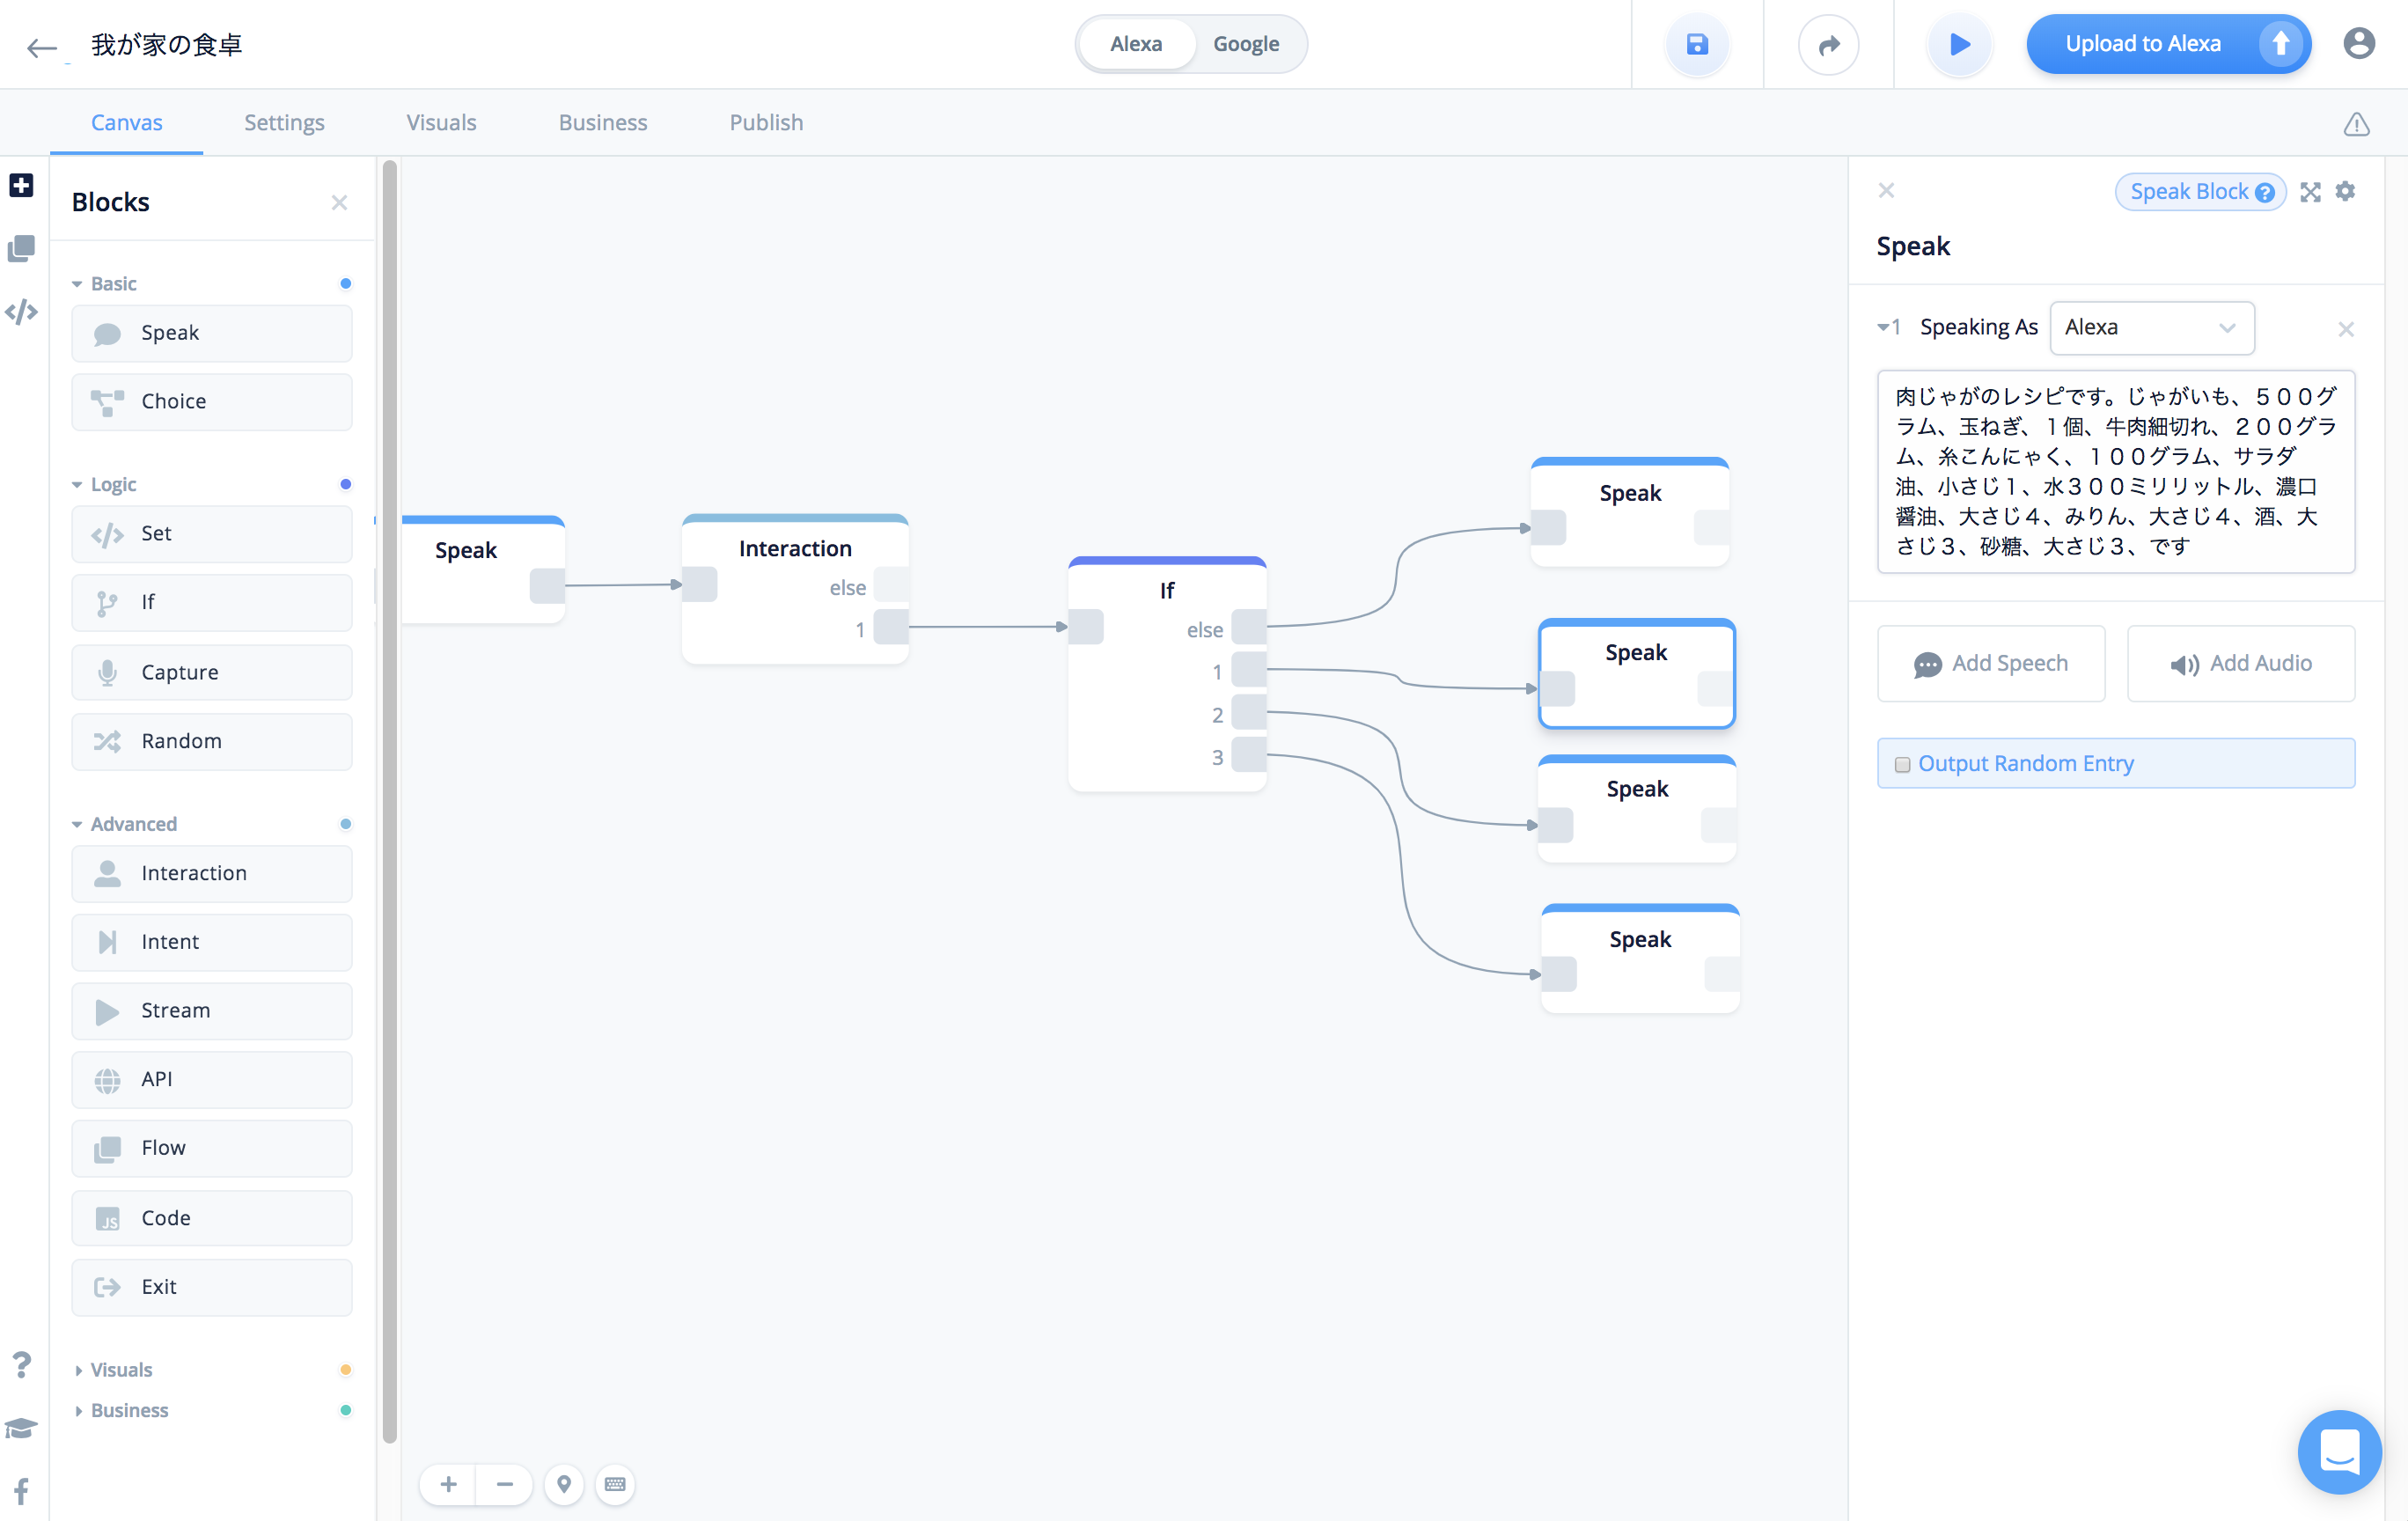 我が家の食卓
Alexa
Google
Upload to Alexa
Canvas
Settings
Visuals
Business
Publish
Blocks
Basic
Speak
Choice
Logic
Set
If
Capture
Random
Advanced
Interaction
Intent
Stream
API
Flow
JS
Code
Exit
Visuals
Business
Speak
Interaction
else
1
If
else
1
2
3
Speak
Speak
Speak
Speak
Speak Block ?
Speak
1 Speaking As Alexa
肉じゃがのレシピです。じゃがいも、５００グ
ラム、玉ねぎ、１個、牛肉細切れ、２００グラ
ム、糸こんにゃく、１００グラム、サラダ
油、小さじ１、水３００ミリリットル、濃口
醤油、大さじ４、みりん、大さじ４、酒、大
さじ３、砂糖、大さじ３、です
Add Speech
Add Audio
Output Random Entry